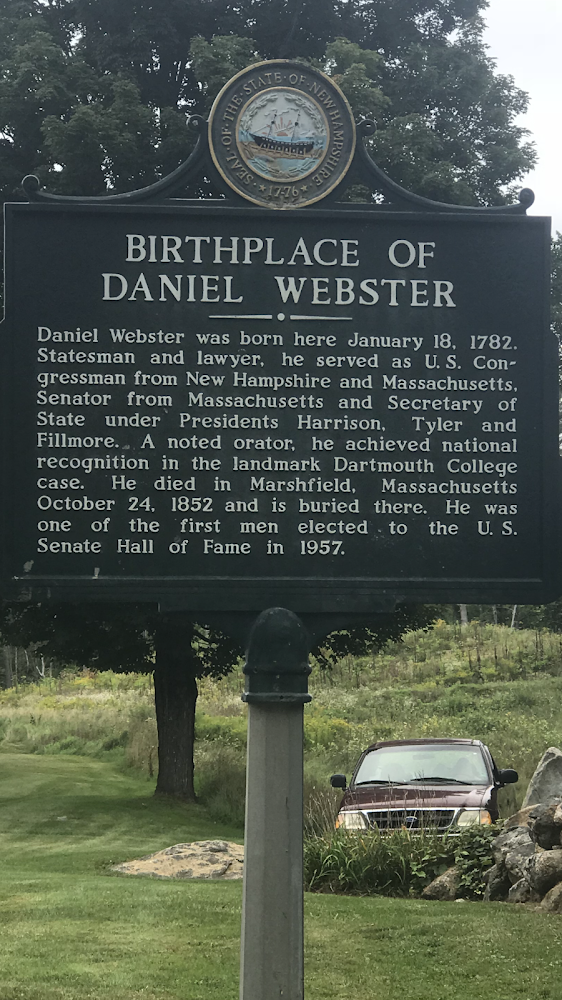 SEAL · OF · THE · STATE · OF · NEW HAMPSHIRE
★ 1776 ★
BIRTHPLACE OF
DANIEL WEBSTER
Daniel Webster was born here January 18, 1782.
Statesman and lawyer, he served as U.S. Con-
gressman from New Hampshire and Massachusetts,
Senator from Massachusetts and Secretary of
State under Presidents Harrison, Tyler and
Fillmore. A noted orator, he achieved national
recognition in the landmark Dartmouth College
case. He died in Marshfield, Massachusetts
October 24, 1852 and is buried there. He was
one of the first men elected to the U.S.
Senate Hall of Fame in 1957.